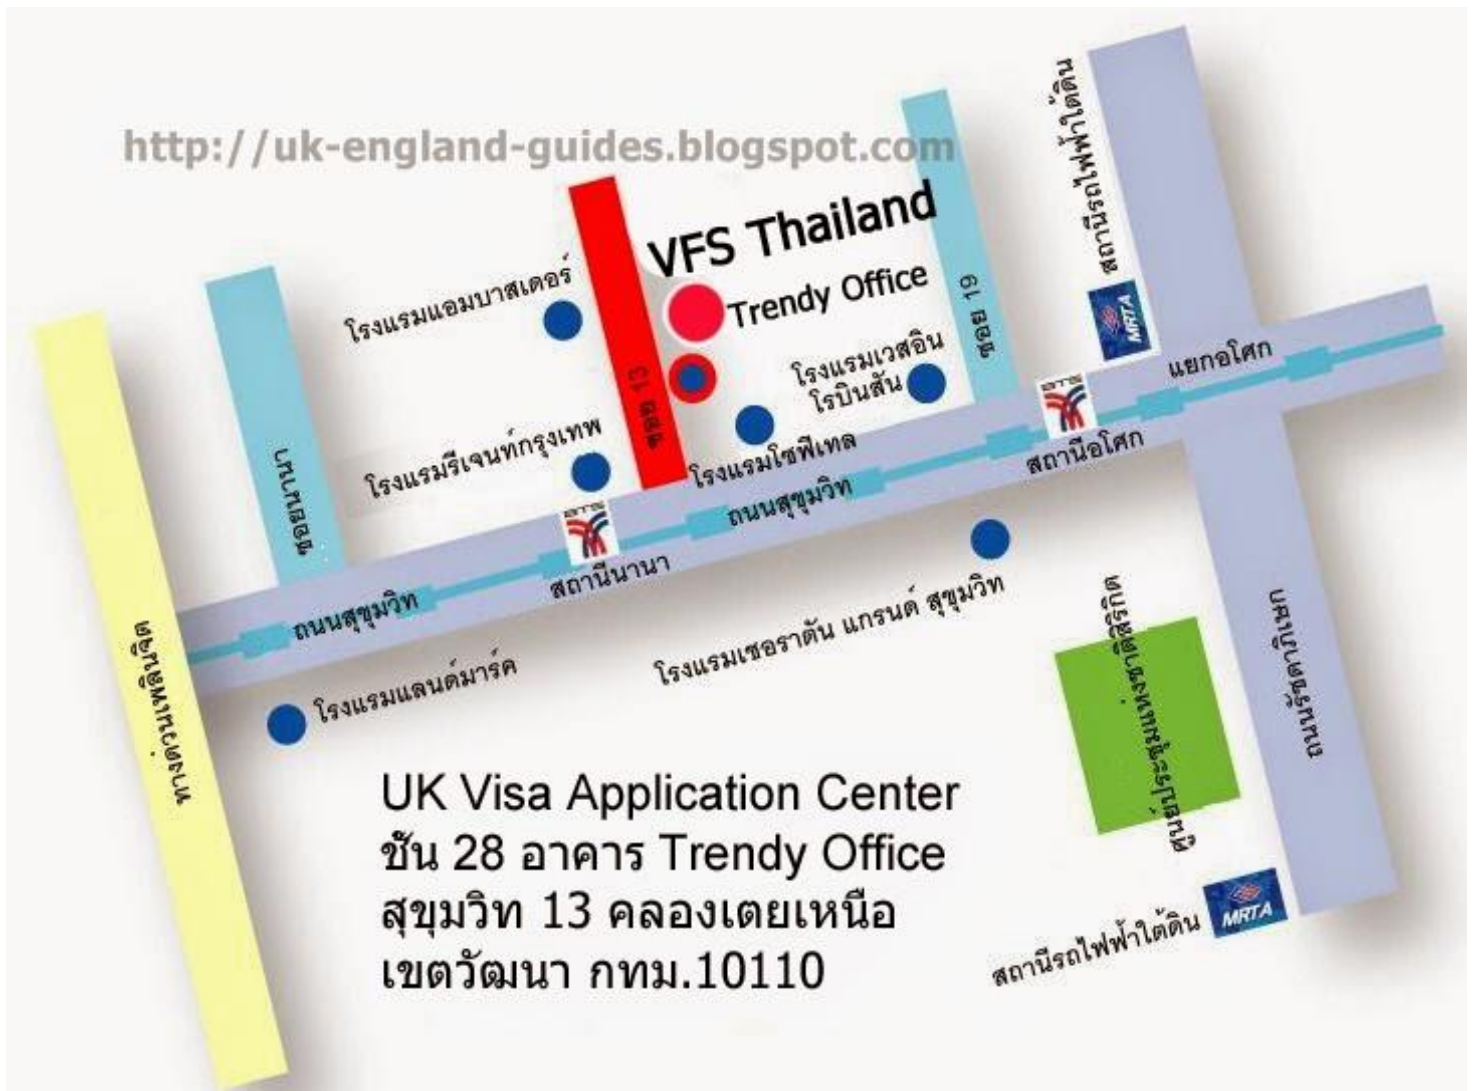 http://uk-england-guides.blogspot.com
สถานีรถไฟฟ้าใต้ดิน
VFS Thailand
Trendy Office
โรงแรมแอมบาสเดอร์
ซอย 19
MRTA
แยกอโศก
โรงแรมเวสอิน
โรบินสัน
ซอย 13
BTS
สถานีอโศก
โรงแรมรีเจนท์กรุงเทพ
โรงแรมโซฟีเทล
ซอยนานา
ถนนสุขุมวิท
BTS
สถานีนานา
ถนนสุขุมวิท
โรงแรมเชอราตัน แกรนด์ สุขุมวิท
โรงแรมแลนด์มาร์ค
ทางด่วนเพลินจิต
ศูนย์ประชุมแห่งชาติสิริกิต
ถนนรัชดาภิเษก
UK Visa Application Center
ชั้น 28 อาคาร Trendy Office
สุขุมวิท 13 คลองเตยเหนือ
เขตวัฒนา กทม.10110
MRTA
สถานีรถไฟฟ้าใต้ดิน